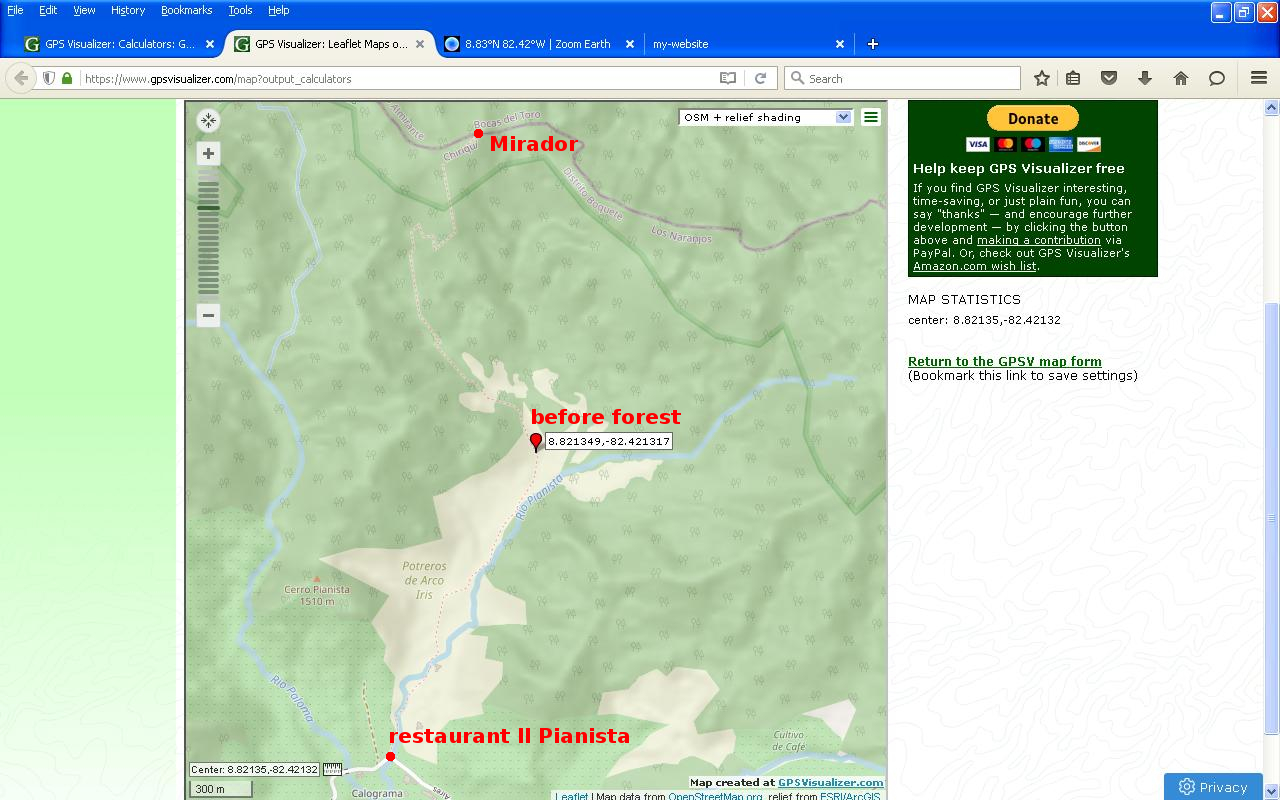 File Edit View History Bookmarks Tools Help
GPS Visualizer: Calculators: G... GPS Visualizer: Leaflet Maps o... 8.83°N 82.42°W | Zoom Earth my-website
https://www.gpsvisualizer.com/map?output_calculators Search
OSM + relief shading
Almirante
Bocas del Toro
Chiriquí
Mirador
Distrito Boquete
Los Naranjos
before forest
8.821349,-82.421317
Río Pianista
Potreros
de Arco
Iris
Cerro Pianista
1510 m
Río Paloma
restaurant Il Pianista
Cultivo
de Café
Center: 8.82135,-82.42132
300 m
Calograma
Map created at GPSVisualizer.com
Leaflet | Map data from OpenStreetMap.org, relief from ESRI/ArcGIS
Donate
VISA
DISCOVER
Help keep GPS Visualizer free
If you find GPS Visualizer interesting,
time-saving, or just plain fun, you can
say "thanks" — and encourage further
development — by clicking the button
above and making a contribution via
PayPal. Or, check out GPS Visualizer's
Amazon.com wish list.
MAP STATISTICS
center: 8.82135,-82.42132
Return to the GPSV map form
(Bookmark this link to save settings)
Privacy